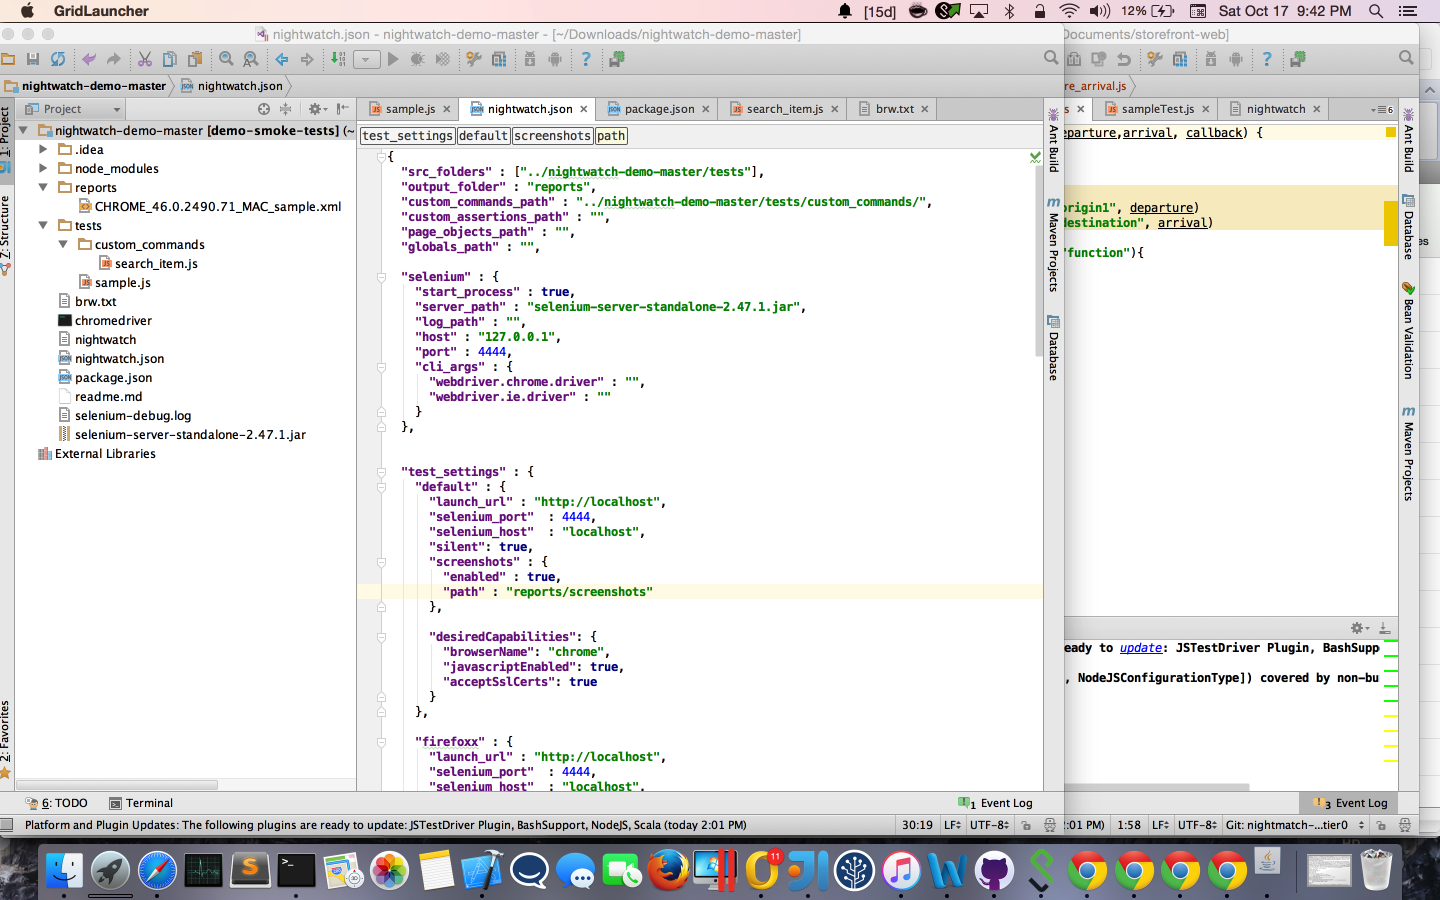 GridLauncher
[15d]
12%
Sat Oct 17 9:42 PM
nightwatch.json - nightwatch-demo-master - [~/Downloads/nightwatch-demo-master]
Documents/storefront-web]
nightwatch-demo-master
nightwatch.json
re_arrival.js
Project
sample.js
nightwatch.json
package.json
search_item.js
brw.txt
s
sampleTest.js
nightwatch
6
nightwatch-demo-master [demo-smoke-tests] (~
.idea
node_modules
reports
CHROME_46.0.2490.71_MAC_sample.xml
tests
custom_commands
search_item.js
sample.js
brw.txt
chromedriver
nightwatch
nightwatch.json
package.json
readme.md
selenium-debug.log
selenium-server-standalone-2.47.1.jar
External Libraries
1: Project
Z: Structure
2: Favorites
test_settings default screenshots path
{
"src_folders" : ["../nightwatch-demo-master/tests"],
"output_folder" : "reports",
"custom_commands_path" : "../nightwatch-demo-master/tests/custom_commands/",
"custom_assertions_path" : "",
"page_objects_path" : "",
"globals_path" : "",
"selenium" : {
"start_process" : true,
"server_path" : "selenium-server-standalone-2.47.1.jar",
"log_path" : "",
"host" : "127.0.0.1",
"port" : 4444,
"cli_args" : {
"webdriver.chrome.driver" : "",
"webdriver.ie.driver" : ""
}
},
"test_settings" : {
"default" : {
"launch_url" : "http://localhost",
"selenium_port"  : 4444,
"selenium_host"  : "localhost",
"silent": true,
"screenshots" : {
"enabled" : true,
"path" : "reports/screenshots"
},
"desiredCapabilities": {
"browserName": "chrome",
"javascriptEnabled": true,
"acceptSslCerts": true
}
},
"firefoxx" : {
"launch_url" : "http://localhost",
"selenium_port"  : 4444,
"selenium_host"  : "localhost",
Ant Build
Maven Projects
Database
eparture,arrival, callback) {
origin1", departure)
destination", arrival)
"function"){
Ant Build
Database
Bean Validation
Maven Projects
es
eady to update: JSTestDriver Plugin, BashSupp
, NodeJSConfigurationType]) covered by non-bu
6: TODO
Terminal
1 Event Log
3 Event Log
Platform and Plugin Updates: The following plugins are ready to update: JSTestDriver Plugin, BashSupport, NodeJS, Scala (today 2:01 PM)
30:19
LF
UTF-8
2:01 PM)
1:58
LF
UTF-8
Git: nightmatch-...tier0
11